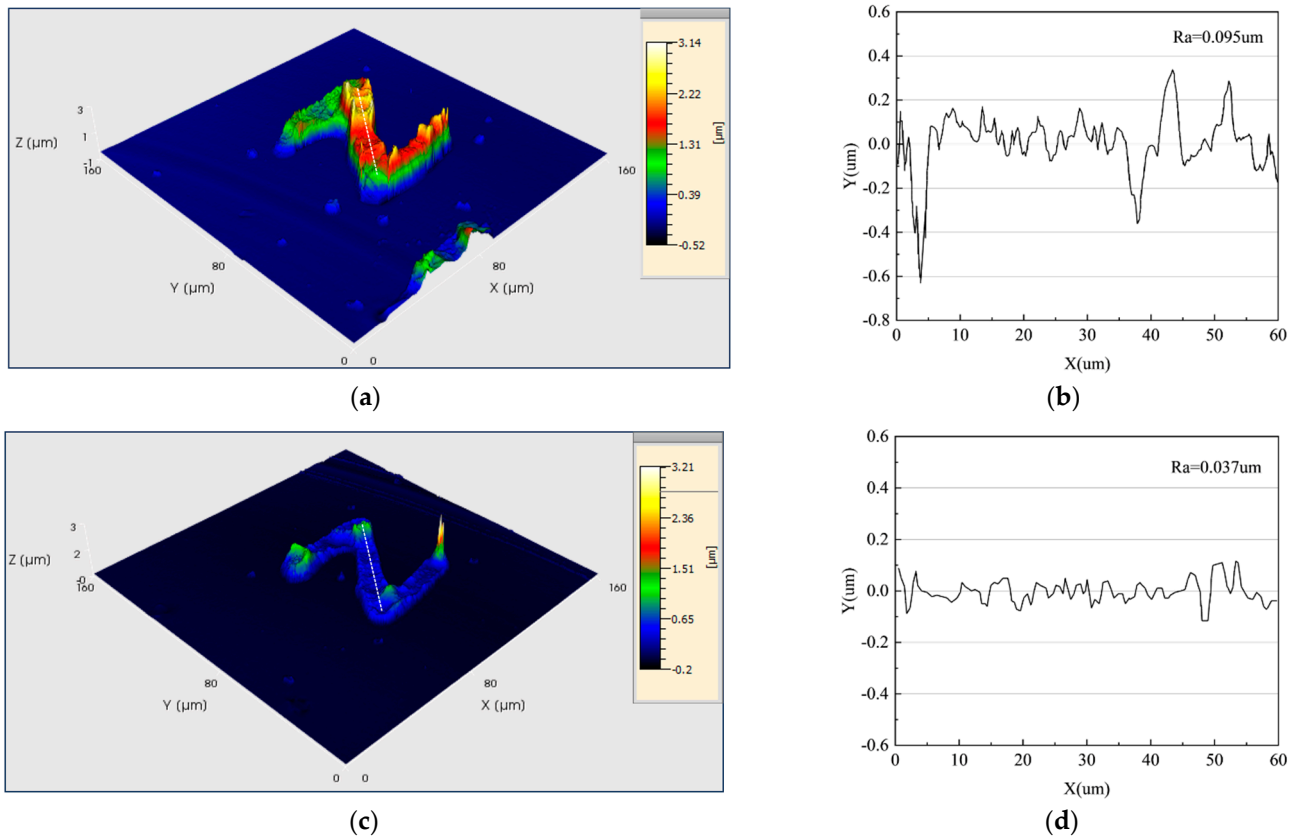 3.14
2.22
1.31
0.39
-0.52
[µm]
Z (µm)
3
1
-1
160
160
80
80
Y (µm)
X (µm)
0
0
(a)
0.6
0.4
0.2
0.0
-0.2
-0.4
-0.6
-0.8
Y(um)
Ra=0.095um
0 10 20 30 40 50 60
X(um)
(b)
3.21
2.36
1.51
0.65
-0.2
[µm]
Z (µm)
3
2
-0
160
160
80
80
Y (µm)
X (µm)
0
0
(c)
0.6
0.4
0.2
0.0
-0.2
-0.4
-0.6
Y(um)
Ra=0.037um
0 10 20 30 40 50 60
X(um)
(d)